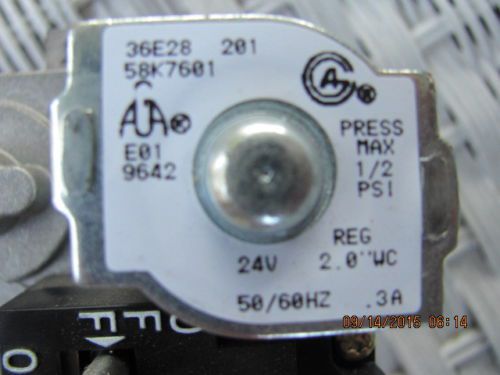 36E28 201
58K7601
E01
9642
PRESS
MAX
1/2
PSI
REG
24V 2.0"WC
50/60HZ .3A
OFF
O
09/14/2015 06:14